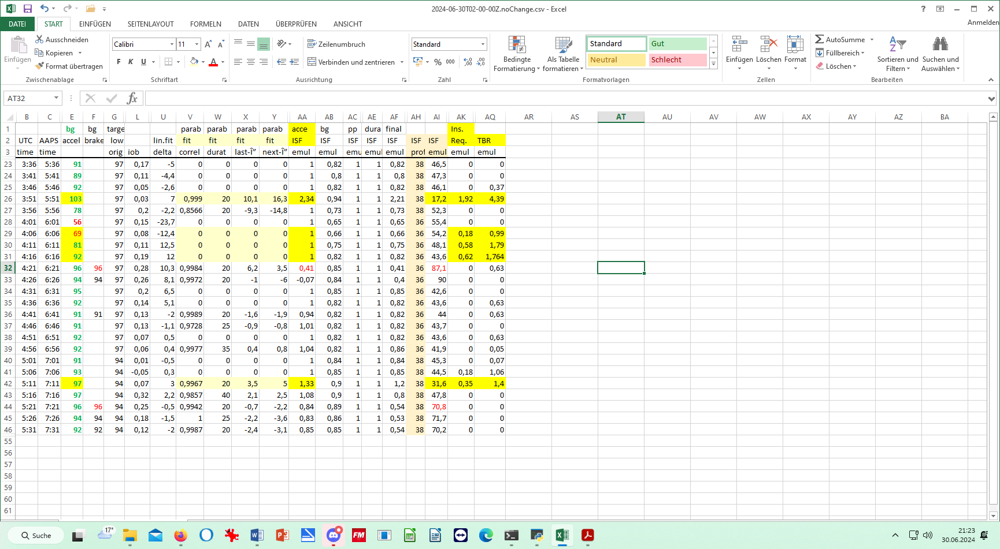 2024-06-30T02-00-00Z.noChange.csv - Excel
?
DATEI START EINFÜGEN SEITENLAYOUT FORMELN DATEN ÜBERPRÜFEN ANSICHT
Anmelden
Einfügen
Ausschneiden
Kopieren
Format übertragen
Zwischenablage
Calibri 11
F K U
Schriftart
Zeilenumbruch
Verbinden und zentrieren
Ausrichtung
Standard
% 000
Zahl
Bedingte Formatierung
Als Tabelle formatieren
Standard Gut
Neutral Schlecht
Formatvorlagen
Einfügen Löschen Format
Zellen
AutoSumme
Füllbereich
Löschen
Sortieren und Filtern
Suchen und Auswählen
Bearbeiten
AT32 fx
B C E F G L U V W X Y AA AB AC AE AF AH AI AK AQ AR AS AT AU AV AW AX AY AZ BA
1 bg bg targe parab parab parab parab acce bg pp dura final Ins.
2 UTC AAPS accel brake low lin.fit fit fit fit fit ISF ISF ISF ISF ISF ISF ISF Req. TBR
3 time time orig iob delta correl durat last-Î” next-Î” emul emul emu emul emul prof emul emul emul
23 3:36 5:36 91 97 0,17 -5 0 0 0 0 1 0,82 1 1 0,82 38 46,5 0 0
24 3:41 5:41 89 97 0,11 -4,4 0 0 0 0 1 0,8 1 1 0,8 38 47,3 0 0
25 3:46 5:46 92 97 0,05 -2,6 0 0 0 0 1 0,82 1 1 0,82 38 46,1 0 0,37
26 3:51 5:51 103 97 0,03 7 0,999 20 10,1 16,3 2,34 0,94 1 1 2,21 38 17,2 1,92 4,39
27 3:56 5:56 78 97 0,2 -2,2 0,8566 20 -9,3 -14,8 1 0,73 1 1 0,73 38 52,3 0 0
28 4:01 6:01 56 97 0,15 -23,7 0 0 0 0 1 0,65 1 1 0,65 36 55,4 0 0
29 4:06 6:06 69 97 0,08 -12,4 0 0 0 0 1 0,66 1 1 0,66 36 54,2 0,18 0,99
30 4:11 6:11 81 97 0,11 12,5 0 0 0 0 1 0,75 1 1 0,75 36 48,1 0,58 1,79
31 4:16 6:16 92 97 0,19 12 0 0 0 0 1 0,82 1 1 0,82 36 43,6 0,62 1,764
32 4:21 6:21 96 96 97 0,28 10,3 0,9984 20 6,2 3,5 0,41 0,85 1 1 0,41 36 87,1 0 0,63
33 4:26 6:26 94 94 97 0,26 8,1 0,9972 20 -1 -6 -0,07 0,84 1 1 0,4 36 90 0 0
34 4:31 6:31 95 97 0,2 6,5 0 0 0 0 1 0,85 1 1 0,85 36 42,6 0 0
35 4:36 6:36 92 97 0,14 5,1 0 0 0 0 1 0,82 1 1 0,82 36 43,6 0 0,63
36 4:41 6:41 91 91 97 0,13 -2 0,9989 20 -1,6 -1,9 0,94 0,82 1 1 0,82 36 44 0 0,63
37 4:46 6:46 91 97 0,13 -1,1 0,9728 25 -0,9 -0,8 1,01 0,82 1 1 0,82 36 43,7 0 0
38 4:51 6:51 92 97 0,07 0,5 0 0 0 0 1 0,82 1 1 0,82 36 43,6 0 0,63
39 4:56 6:56 92 97 0,06 0,4 0,9977 35 0,4 0,8 1,04 0,82 1 1 0,86 36 41,9 0 0,05
40 5:01 7:01 91 94 0,01 -0,5 0 0 0 0 1 0,84 1 1 0,84 38 45,3 0 0,07
41 5:06 7:06 93 94 -0,05 0,3 0 0 0 0 1 0,85 1 1 0,85 38 44,5 0,18 1,06
42 5:11 7:11 97 94 0,07 3 0,9967 20 3,5 5 1,33 0,9 1 1 1,2 38 31,6 0,35 1,4
43 5:16 7:16 97 94 0,32 2,2 0,9857 40 2,1 2,5 1,08 0,9 1 1 0,8 38 47,8 0 0
44 5:21 7:21 96 96 94 0,25 -0,5 0,9942 20 -0,7 -2,2 0,84 0,89 1 1 0,54 38 70,8 0 0
45 5:26 7:26 94 94 94 0,18 -1,5 1 25 -2,2 -3,6 0,83 0,86 1 1 0,53 38 71,7 0 0
46 5:31 7:31 92 92 94 0,12 -2 0,9987 20 -2,4 -3,1 0,85 0,85 1 1 0,54 38 70,2 0 0
55
56
57
58
59
60
61
Suche
17°
FM
21:23
30.06.2024